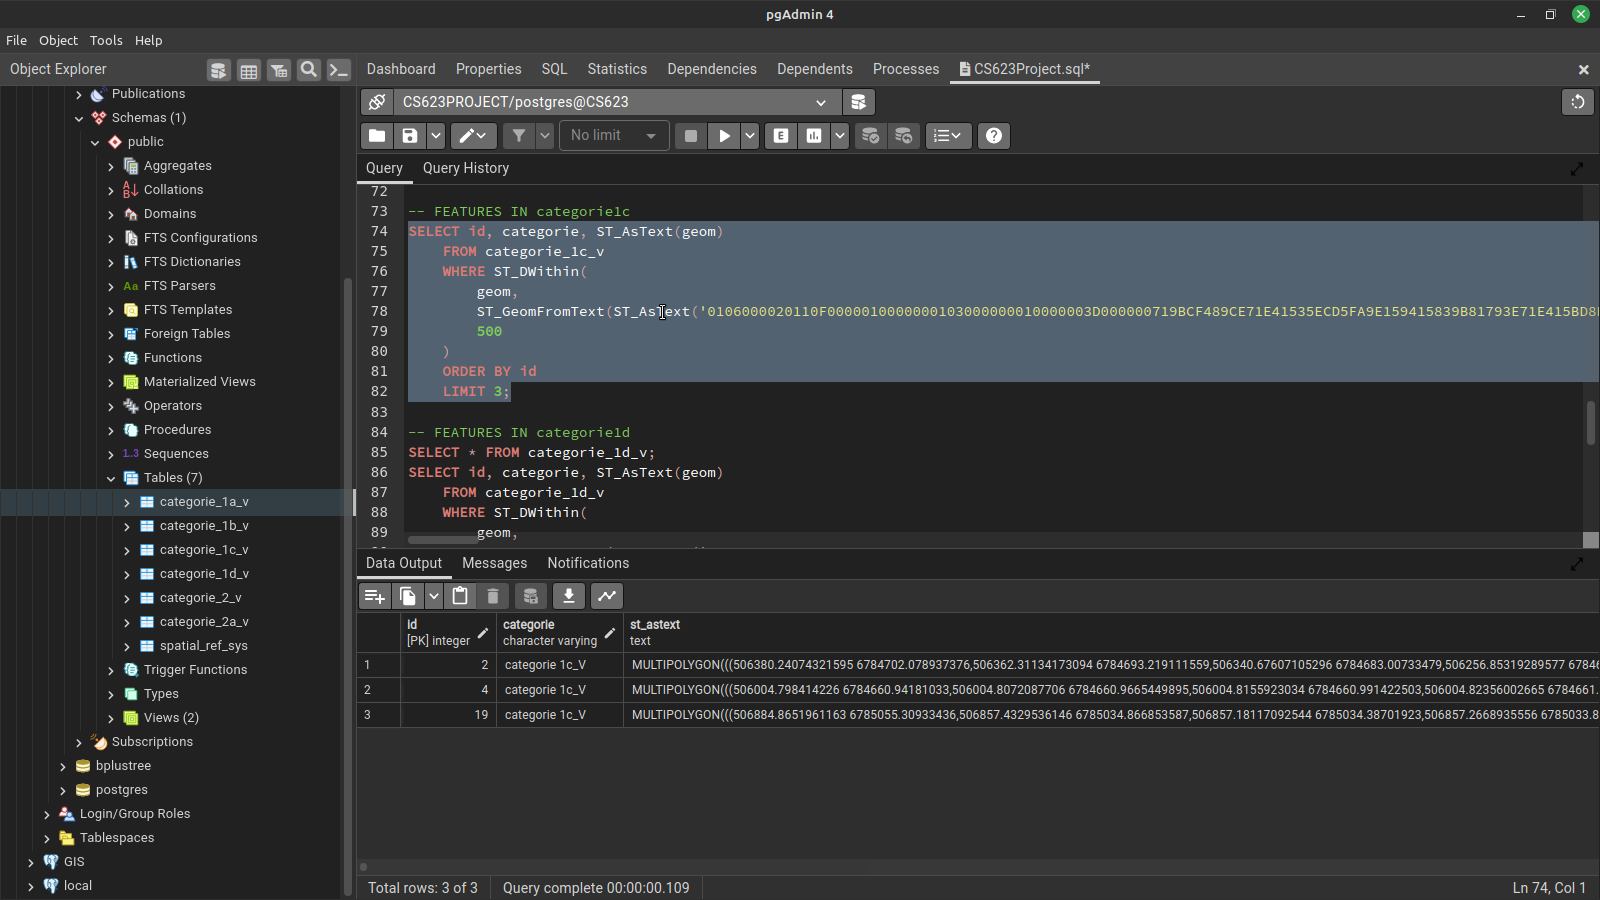 pgAdmin 4
File Object Tools Help
Object Explorer
Dashboard Properties SQL Statistics Dependencies Dependents Processes CS623Project.sql*
Publications
Schemas (1)
public
Aggregates
Collations
Domains
FTS Configurations
FTS Dictionaries
Aa FTS Parsers
FTS Templates
Foreign Tables
Functions
Materialized Views
Operators
Procedures
1.3 Sequences
Tables (7)
categorie_1a_v
categorie_1b_v
categorie_1c_v
categorie_1d_v
categorie_2_v
categorie_2a_v
spatial_ref_sys
Trigger Functions
Types
Views (2)
Subscriptions
bplustree
postgres
Login/Group Roles
Tablespaces
GIS
local
CS623PROJECT/postgres@CS623
No limit
E
Query Query History
72
73 -- FEATURES IN categorie1c
74 SELECT id, categorie, ST_AsText(geom)
75 FROM categorie_1c_v
76 WHERE ST_DWithin(
77 geom,
78 ST_GeomFromText(ST_AsText('0106000020110F00000100000001030000000010000003D000000719BCF489CE71E41535ECD5FA9E159415839B81793E71E415BD8
79 500
80 )
81 ORDER BY id
82 LIMIT 3;
83
84 -- FEATURES IN categorie1d
85 SELECT * FROM categorie_1d_v;
86 SELECT id, categorie, ST_AsText(geom)
87 FROM categorie_1d_v
88 WHERE ST_DWithin(
89 geom,
Data Output Messages Notifications
id categorie st_astext
[PK] integer character varying text
1 2 categorie 1c_V MULTIPOLYGON(((506380.24074321595 6784702.078937376,506362.31134173094 6784693.219111559,506340.67607105296 6784683.00733479,506256.85319289577 6784
2 4 categorie 1c_V MULTIPOLYGON(((506004.798414226 6784660.94181033,506004.8072087706 6784660.9665449895,506004.8155923034 6784660.991422503,506004.82356002665 6784661.
3 19 categorie 1c_V MULTIPOLYGON(((506884.8651961163 6785055.30933436,506857.4329536146 6785034.866853587,506857.18117092544 6785034.38701923,506857.2668935556 6785033.8
Total rows: 3 of 3 Query complete 00:00:00.109 Ln 74, Col 1